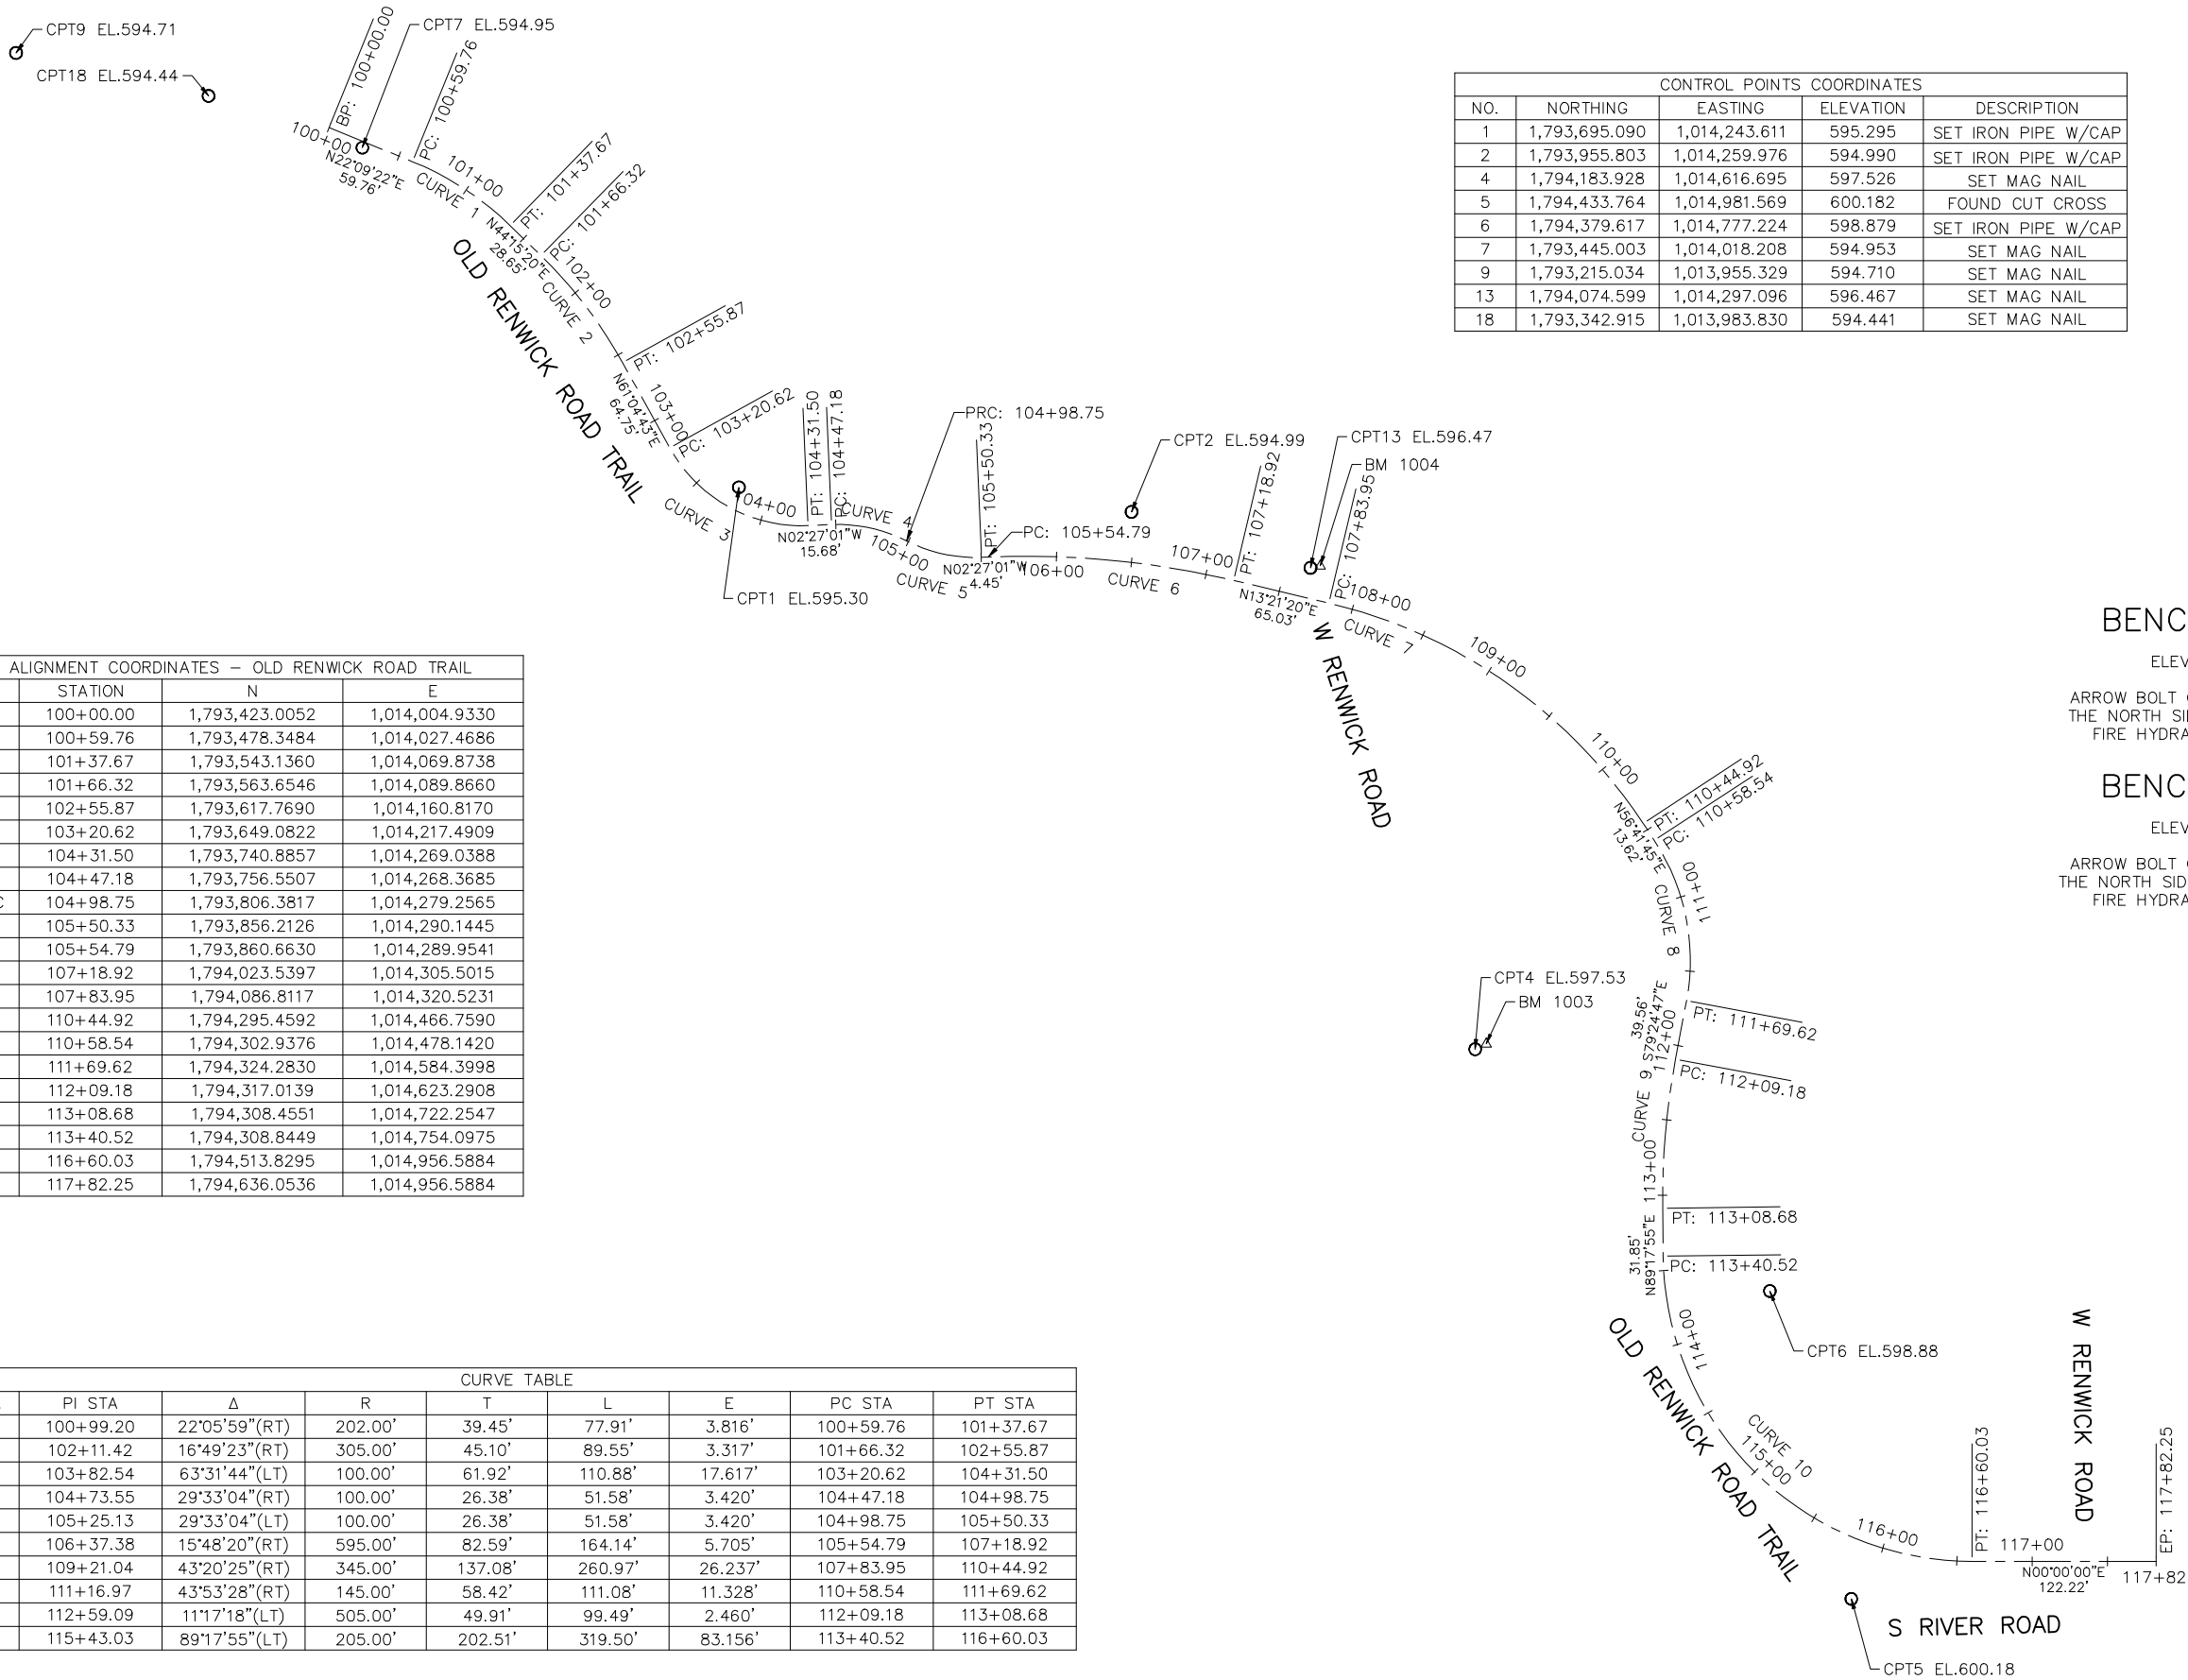 CPT9 EL.594.71
CPT18 EL.594.44
BP: 100+00.00
CPT7 EL.594.95
PC: 100+59.76
100+00
N22°09'22"E
59.76'
CURVE 1
101+00
PT: 101+37.67
N44°15'20"E
28.65'
PC: 101+66.32
102+00
CURVE 2
OLD RENWICK ROAD TRAIL
PT: 102+55.87
N61°04'43"E
64.75'
103+00
PC: 103+20.62
CURVE 3
04+00
CPT1 EL.595.30
PT: 104+31.50
PC: 104+47.18
N02°27'01"W
15.68'
CURVE 4
PRC: 104+98.75
105+00
CURVE 5
PT: 105+50.33
PC: 105+54.79
N02°27'01"W
4.45'
106+00
CURVE 6
CPT2 EL.594.99
107+00
PT: 107+18.92
CPT13 EL.596.47
BM 1004
N13°21'20"E
65.03'
PC: 107+83.95
108+00
CURVE 7
W RENWICK ROAD
109+00
110+00
PT: 110+44.92
PC: 110+58.54
N56°41'45"E
13.62'
111+00
CURVE 8
CPT4 EL.597.53
BM 1003
PT: 111+69.62
39.56'
S79°24'47"E
112+00
PC: 112+09.18
CURVE 9
113+00
PT: 113+08.68
31.85'
N89°17'55"E
PC: 113+40.52
CPT6 EL.598.88
114+00
OLD RENWICK ROAD TRAIL
CURVE 10
115+00
116+00
PT: 116+60.03
117+00
W RENWICK ROAD
N00°00'00"E
122.22'
EP: 117+82.25
117+82
S RIVER ROAD
CPT5 EL.600.18
CONTROL POINTS COORDINATES
NO. NORTHING EASTING ELEVATION DESCRIPTION
1 1,793,695.090 1,014,243.611 595.295 SET IRON PIPE W/CAP
2 1,793,955.803 1,014,259.976 594.990 SET IRON PIPE W/CAP
4 1,794,183.928 1,014,616.695 597.526 SET MAG NAIL
5 1,794,433.764 1,014,981.569 600.182 FOUND CUT CROSS
6 1,794,379.617 1,014,777.224 598.879 SET IRON PIPE W/CAP
7 1,793,445.003 1,014,018.208 594.953 SET MAG NAIL
9 1,793,215.034 1,013,955.329 594.710 SET MAG NAIL
13 1,794,074.599 1,014,297.096 596.467 SET MAG NAIL
18 1,793,342.915 1,013,983.830 594.441 SET MAG NAIL
BENC
ELEV
ARROW BOLT
THE NORTH SI
FIRE HYDRA
BENC
ELEV
ARROW BOLT
THE NORTH SID
FIRE HYDRA
ALIGNMENT COORDINATES – OLD RENWICK ROAD TRAIL
STATION N E
100+00.00 1,793,423.0052 1,014,004.9330
100+59.76 1,793,478.3484 1,014,027.4686
101+37.67 1,793,543.1360 1,014,069.8738
101+66.32 1,793,563.6546 1,014,089.8660
102+55.87 1,793,617.7690 1,014,160.8170
103+20.62 1,793,649.0822 1,014,217.4909
104+31.50 1,793,740.8857 1,014,269.0388
104+47.18 1,793,756.5507 1,014,268.3685
C 104+98.75 1,793,806.3817 1,014,279.2565
105+50.33 1,793,856.2126 1,014,290.1445
105+54.79 1,793,860.6630 1,014,289.9541
107+18.92 1,794,023.5397 1,014,305.5015
107+83.95 1,794,086.8117 1,014,320.5231
110+44.92 1,794,295.4592 1,014,466.7590
110+58.54 1,794,302.9376 1,014,478.1420
111+69.62 1,794,324.2830 1,014,584.3998
112+09.18 1,794,317.0139 1,014,623.2908
113+08.68 1,794,308.4551 1,014,722.2547
113+40.52 1,794,308.8449 1,014,754.0975
116+60.03 1,794,513.8295 1,014,956.5884
117+82.25 1,794,636.0536 1,014,956.5884
CURVE TABLE
PI STA Δ R T L E PC STA PT STA
100+99.20 22°05'59"(RT) 202.00' 39.45' 77.91' 3.816' 100+59.76 101+37.67
102+11.42 16°49'23"(RT) 305.00' 45.10' 89.55' 3.317' 101+66.32 102+55.87
103+82.54 63°31'44"(LT) 100.00' 61.92' 110.88' 17.617' 103+20.62 104+31.50
104+73.55 29°33'04"(RT) 100.00' 26.38' 51.58' 3.420' 104+47.18 104+98.75
105+25.13 29°33'04"(LT) 100.00' 26.38' 51.58' 3.420' 104+98.75 105+50.33
106+37.38 15°48'20"(RT) 595.00' 82.59' 164.14' 5.705' 105+54.79 107+18.92
109+21.04 43°20'25"(RT) 345.00' 137.08' 260.97' 26.237' 107+83.95 110+44.92
111+16.97 43°53'28"(RT) 145.00' 58.42' 111.08' 11.328' 110+58.54 111+69.62
112+59.09 11°17'18"(LT) 505.00' 49.91' 99.49' 2.460' 112+09.18 113+08.68
115+43.03 89°17'55"(LT) 205.00' 202.51' 319.50' 83.156' 113+40.52 116+60.03